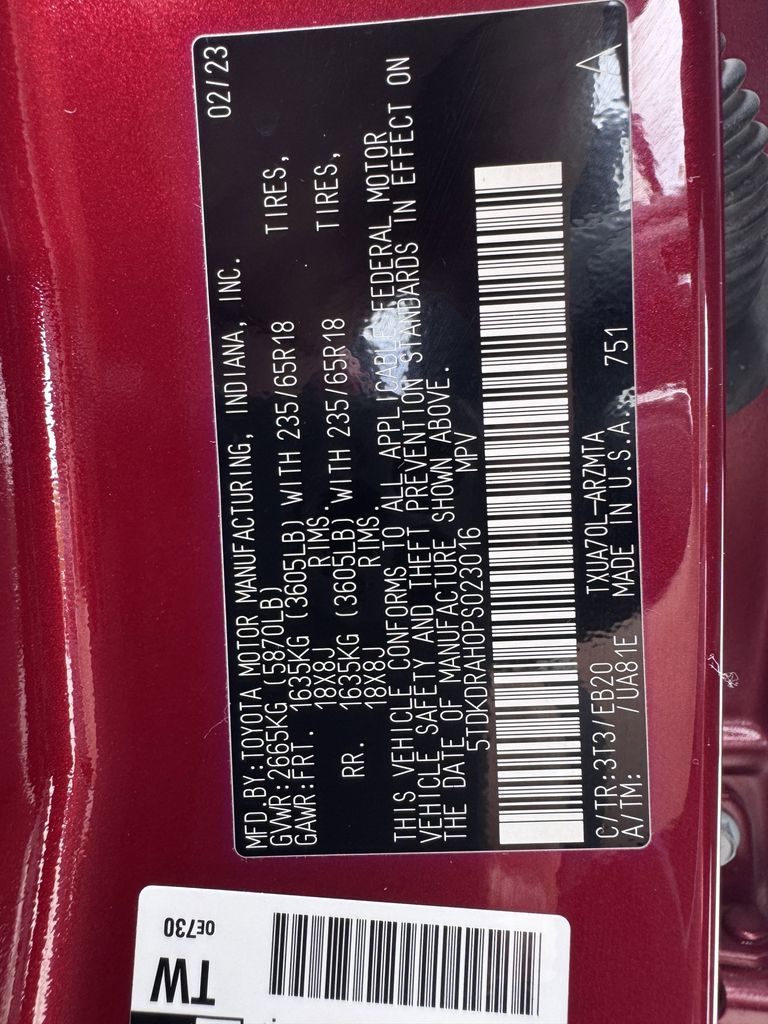 02/23
MFD.BY:TOYOTA MOTOR MANUFACTURING, INDIANA, INC.
GVWR:2665KG (5870LB)
GAWR:FRT. 1635KG (3605LB) WITH 235/65R18 TIRES,
18X8J RIMS.
RR. 1635KG (3605LB) WITH 235/65R18 TIRES,
18X8J RIMS.
THIS VEHICLE CONFORMS TO ALL APPLICABLE FEDERAL MOTOR
VEHICLE SAFETY AND THEFT PREVENTION STANDARDS IN EFFECT ON
THE DATE OF MANUFACTURE SHOWN ABOVE.
5TDKDRAH0PS023016 MPV
C/TR:3T3/EB20 TXUA70L-ARZMTA
A/TM: /UA81E MADE IN U.S.A. 751
0E730
TW